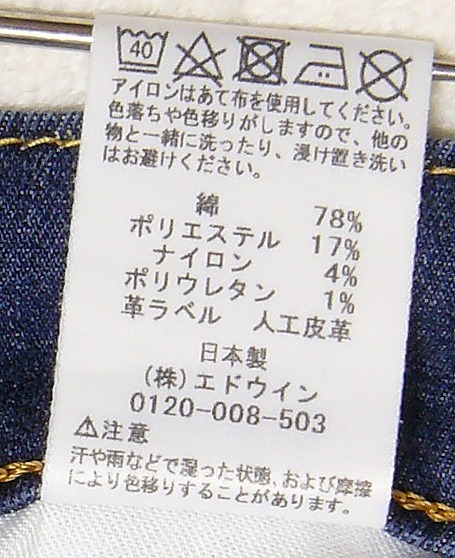 40
アイロンはあて布を使用してください。
色落ちや色移りがしますので、他の
物と一緒に洗ったり、浸け置き洗い
はお避けください。
綿 78%
ポリエステル 17%
ナイロン 4%
ポリウレタン 1%
革ラベル 人工皮革
日本製
(株)エドウイン
0120-008-503
⚠注意
汗や雨などで湿った状態、および摩擦
により色移りすることがあります。